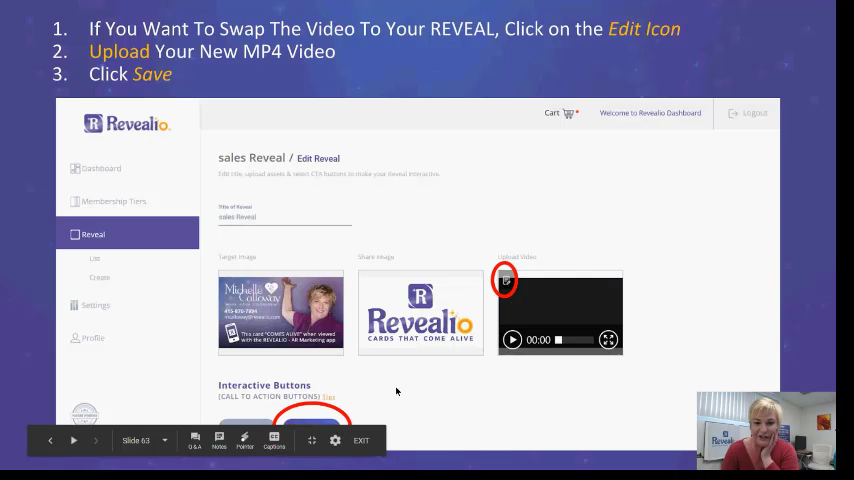 1. If You Want To Swap The Video To Your REVEAL, Click on the Edit Icon
2. Upload Your New MP4 Video
3. Click Save
R Revealio
Cart
Welcome to Revealio Dashboard
Logout
sales Reveal / Edit Reveal
Edit title, upload assets & select CTA buttons to make your Reveal interactive.
Dashboard
Membership Tiers
Reveal
List
Create
Settings
Profile
Title of Reveal
sales Reveal
Target Image
Share Image
Upload Video
Michelle
Calloway
415-876-7894
This card "COMES ALIVE" when viewed
with the REVEALIO - AR Marketing app
R
Revealio
CARDS THAT COME ALIVE
00:00
Interactive Buttons
(CALL TO ACTION BUTTONS) Tips
Slide 63
Q & A
Notes
Pointer
Captions
EXIT